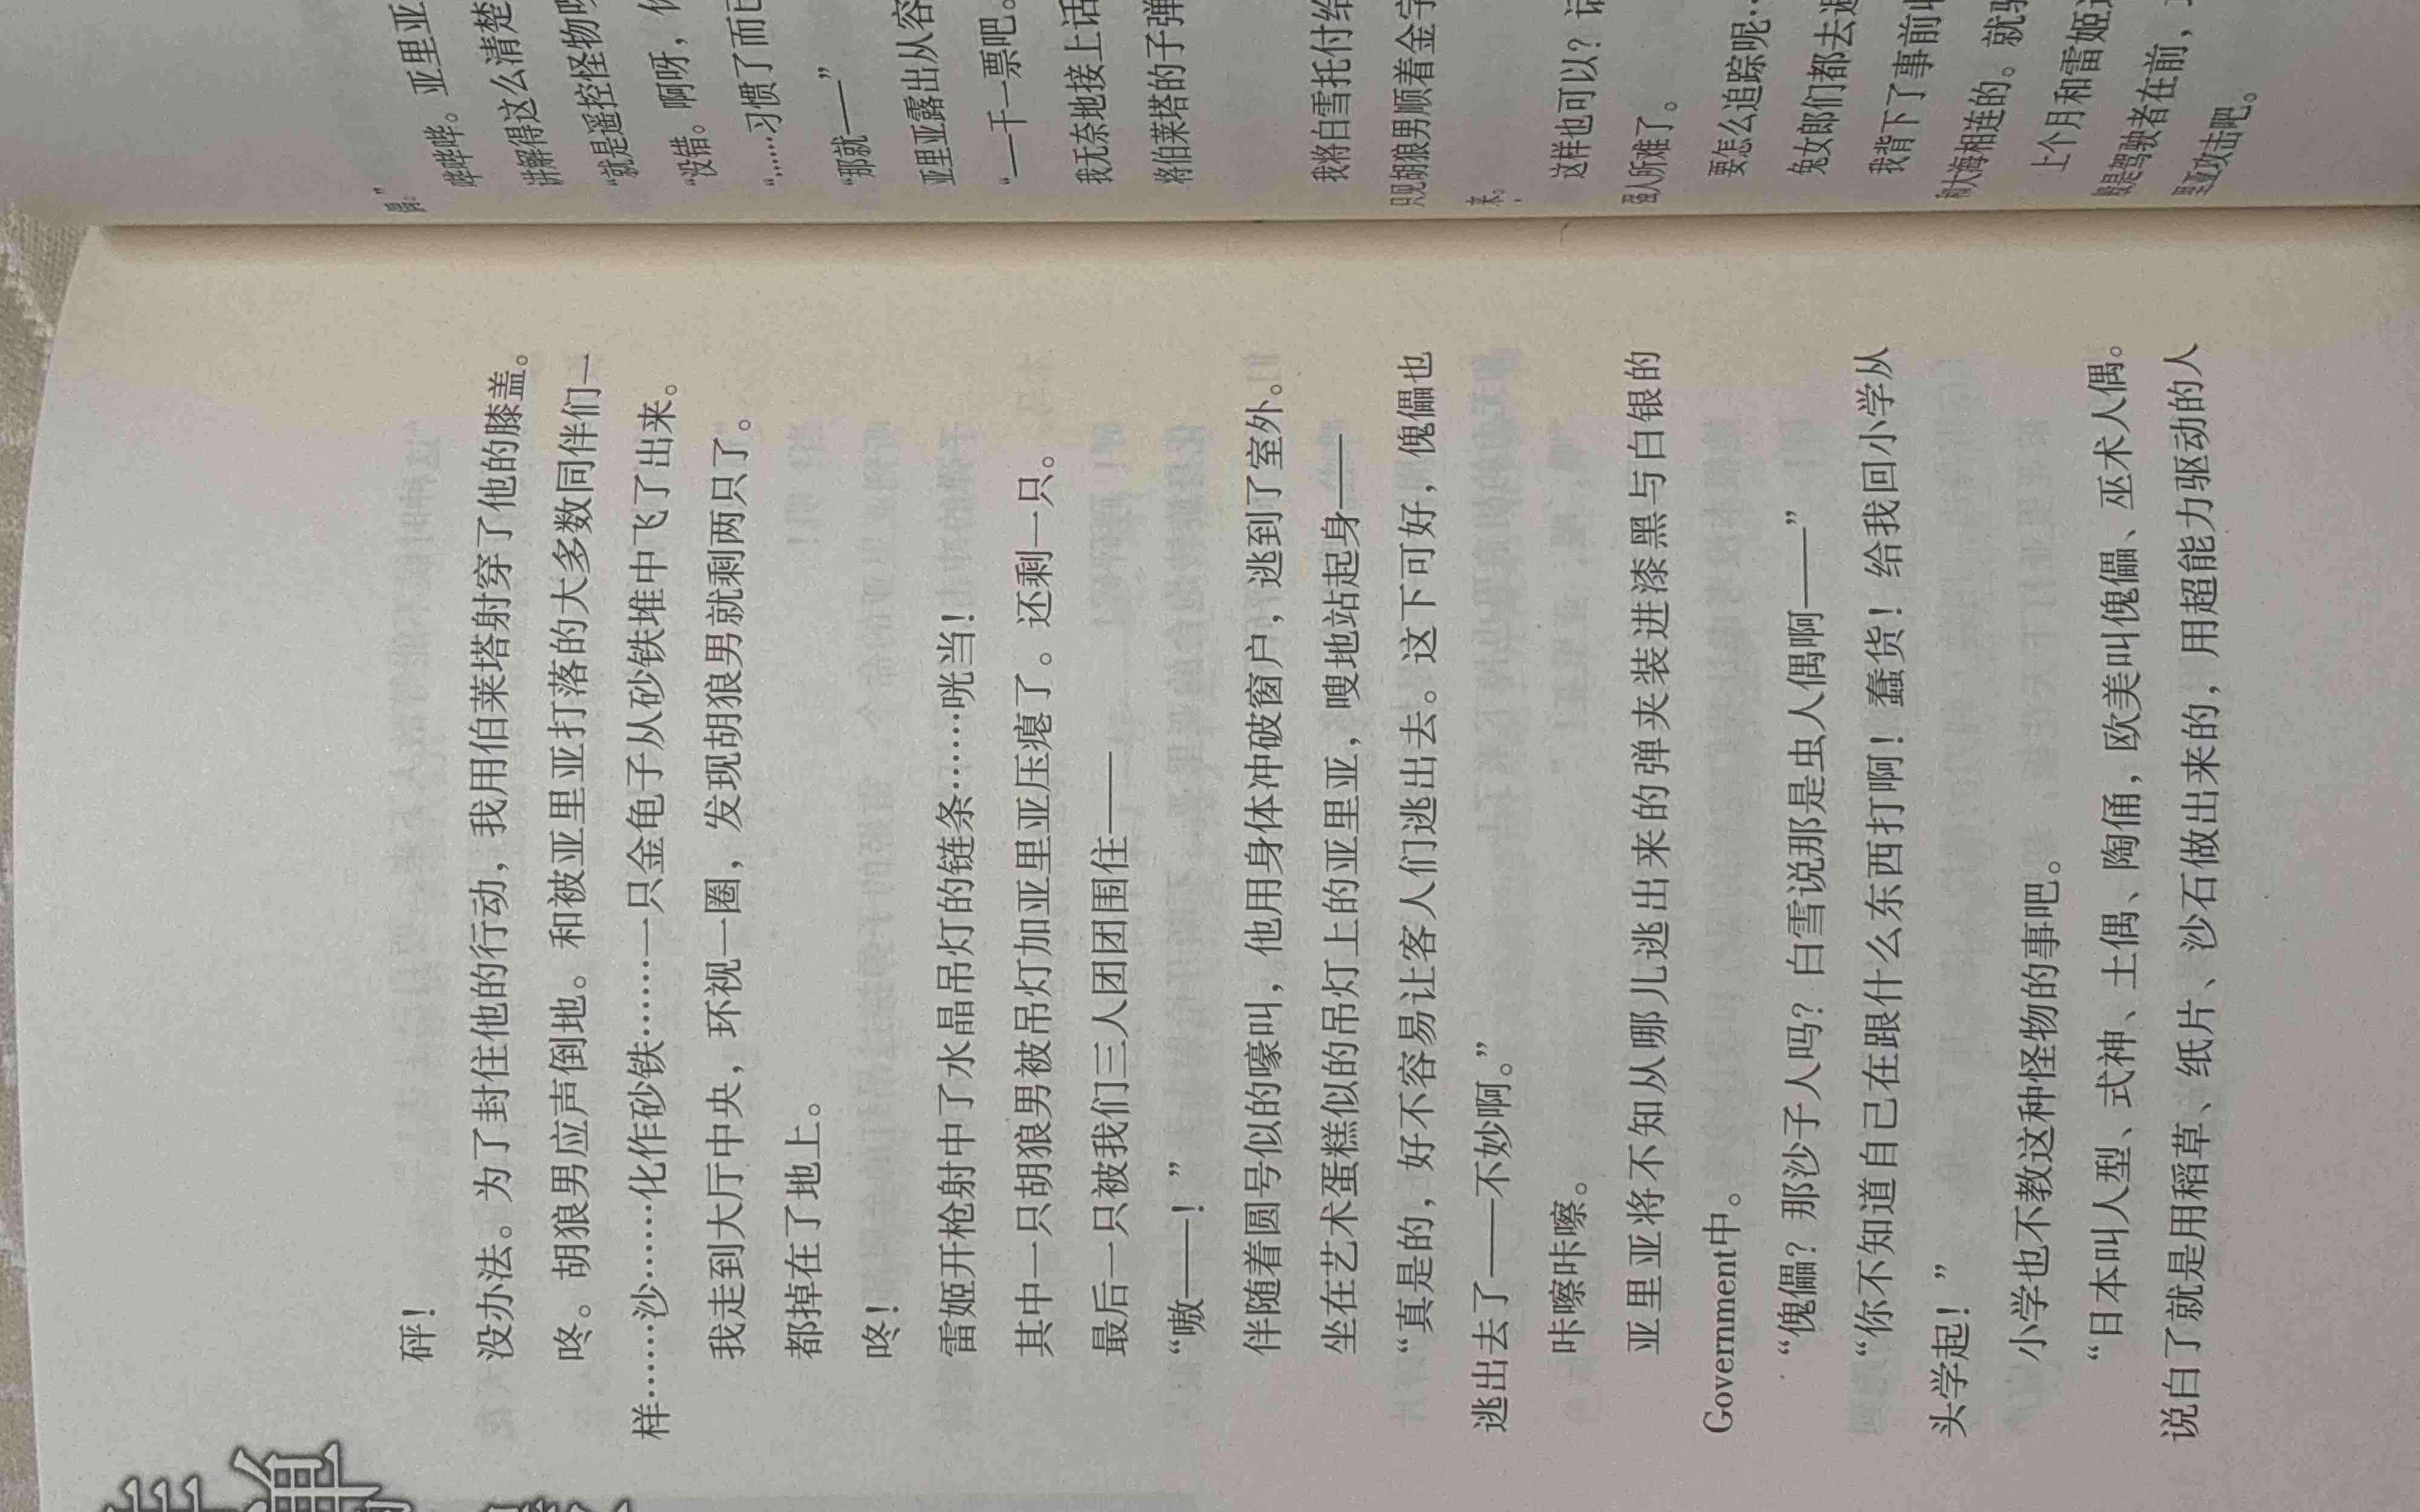 弹
砰！
没办法。为了封住他的行动，我用伯莱塔射穿了他的膝盖。
咚。胡狼男应声倒地。和被亚里亚打落的大多数同伴们一
样……沙……化作砂铁……一只金龟子从砂铁堆中飞了出来。
我走到大厅中央，环视一圈，发现胡狼男就剩两只了。
都掉在了地上。
咚！
雷姬开枪射中了水晶吊灯的链条……咣当！
其中一只胡狼男被吊灯加亚里亚压瘪了。还剩一只。
最后一只被我们三人团团围住——
“嗷——！”
伴随着圆号似的嚎叫，他用身体冲破窗户，逃到了室外。
坐在艺术蛋糕似的吊灯上的亚里亚，嗖地站起身——
“真是的，好不容易让客人们逃出去。这下可好，傀儡也
逃出去了——不妙啊。”
咔嚓咔嚓。
亚里亚将不知从哪儿逃出来的弹夹装进漆黑与白银的
Government中。
“傀儡？那沙子人吗？白雪说那是虫人偶啊——”
“你不知道自己在跟什么东西打啊！蠢货！给我回小学从
头学起！”
小学也不教这种怪物的事吧。
“日本叫人型、式神、土偶、陶俑，欧美叫傀儡、巫术人偶。
说白了就是用稻草、纸片、沙石做出来的，用超能力驱动的人
偶。”
哗哗哗。亚里亚
讲解得这么清楚
“就是遥控怪物
“没错。啊呀，
“……习惯了而已
“那就——”
亚里亚露出从容
“—干一票吧。
我无奈地接上话
将伯莱塔的子弹
我将白雪托付给
只见胡狼男顺着金字
来。
这样也可以？
强人所难了。
要怎么追踪呢…
兔女郎们都去
我背下了事前
和大海相连的。就
上个月和雷姬
般是驾驶者在前，
里亚攻击吧。